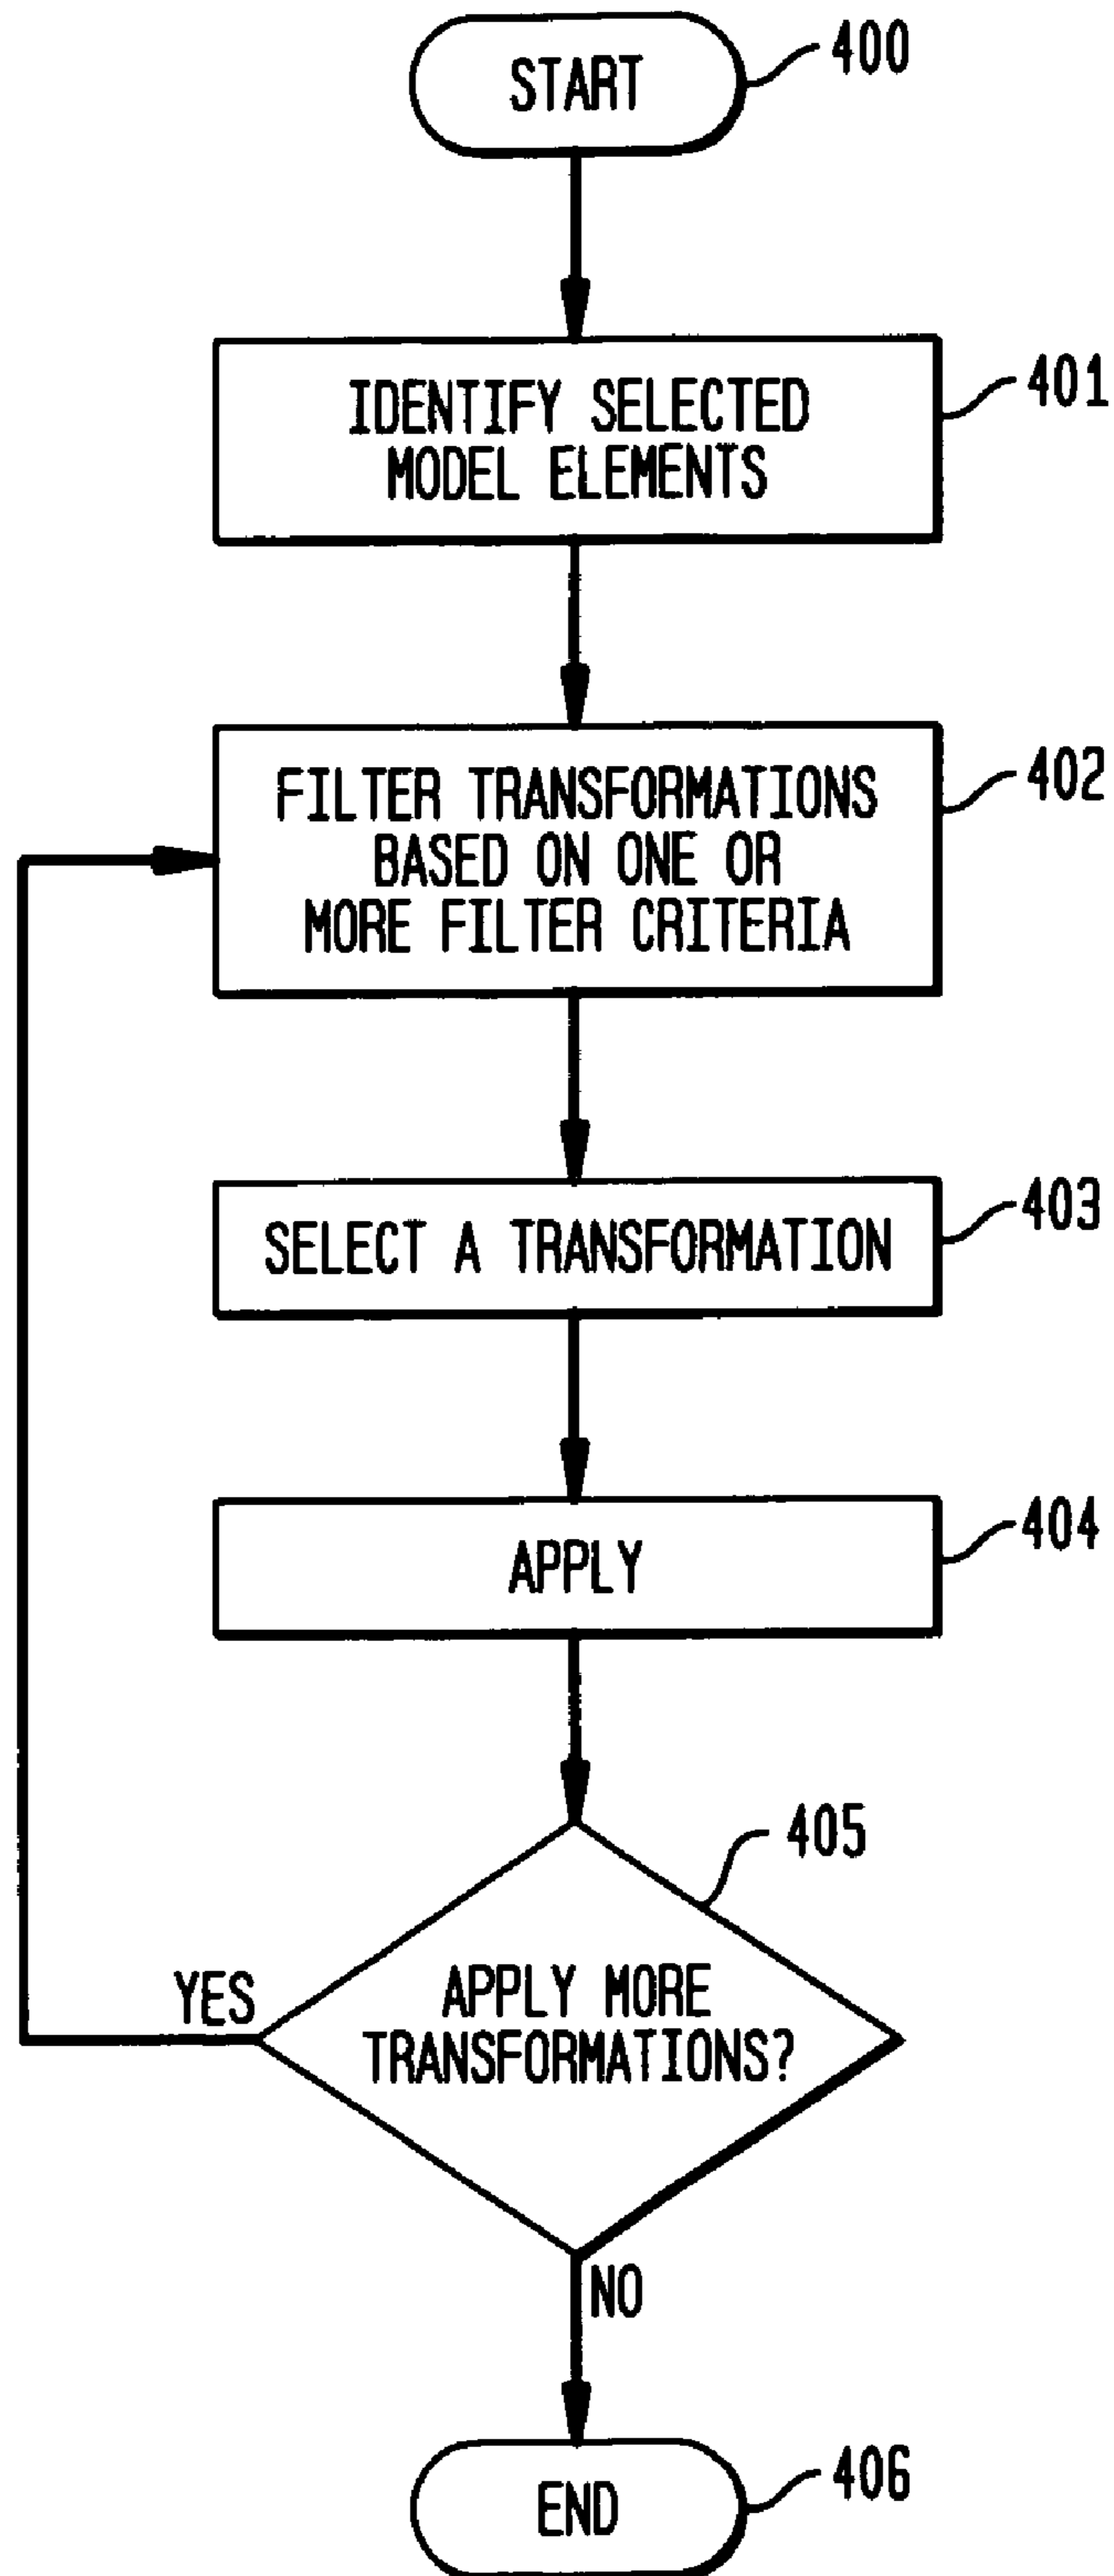 START
400
IDENTIFY SELECTED
MODEL ELEMENTS
401
FILTER TRANSFORMATIONS
BASED ON ONE OR
MORE FILTER CRITERIA
402
SELECT A TRANSFORMATION
403
APPLY
404
405
APPLY MORE
TRANSFORMATIONS?
YES
NO
END
406